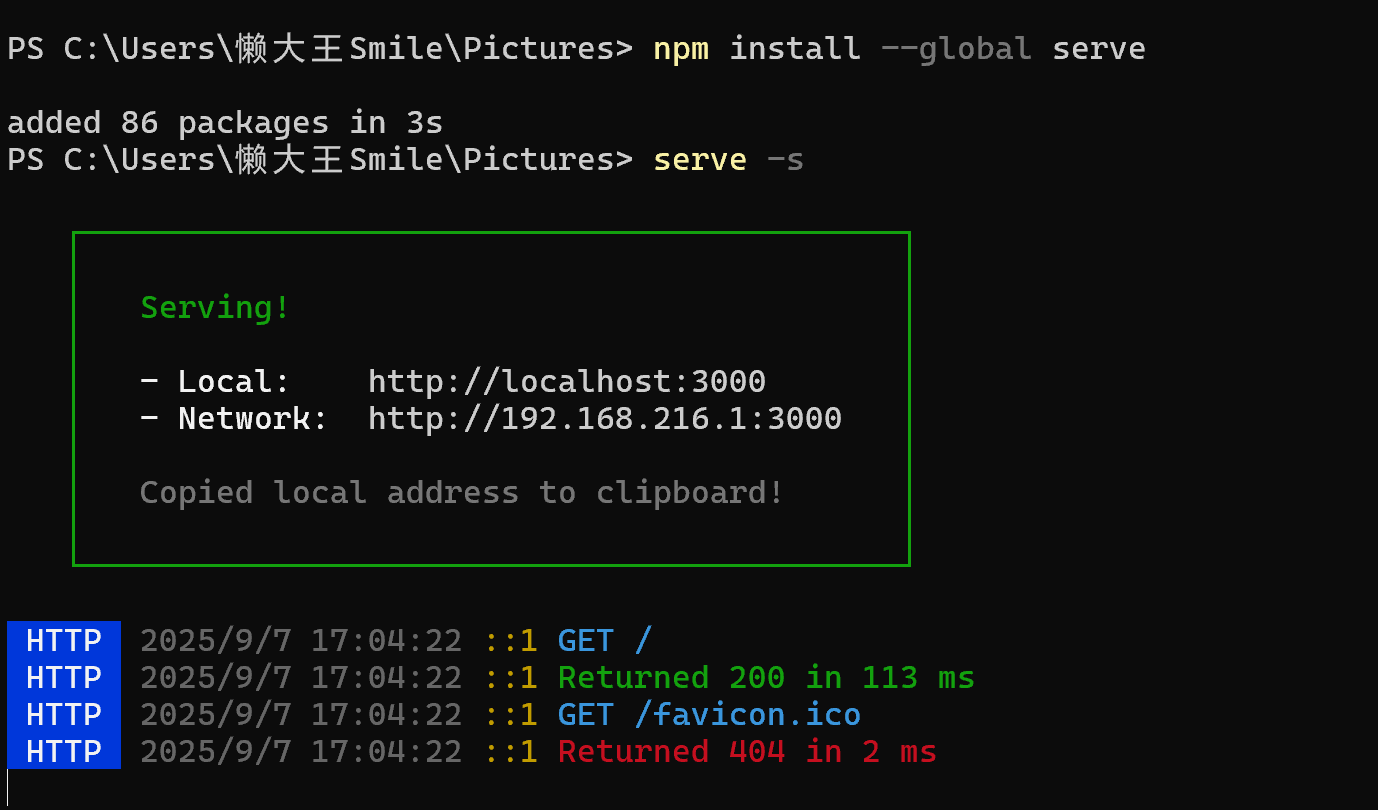 PS C:\Users\懒大王Smile\Pictures> npm install --global serve
added 86 packages in 3s
PS C:\Users\懒大王Smile\Pictures> serve -s
Serving!
- Local:    http://localhost:3000
- Network:  http://192.168.216.1:3000
Copied local address to clipboard!
HTTP 2025/9/7 17:04:22 ::1 GET /
HTTP 2025/9/7 17:04:22 ::1 Returned 200 in 113 ms
HTTP 2025/9/7 17:04:22 ::1 GET /favicon.ico
HTTP 2025/9/7 17:04:22 ::1 Returned 404 in 2 ms